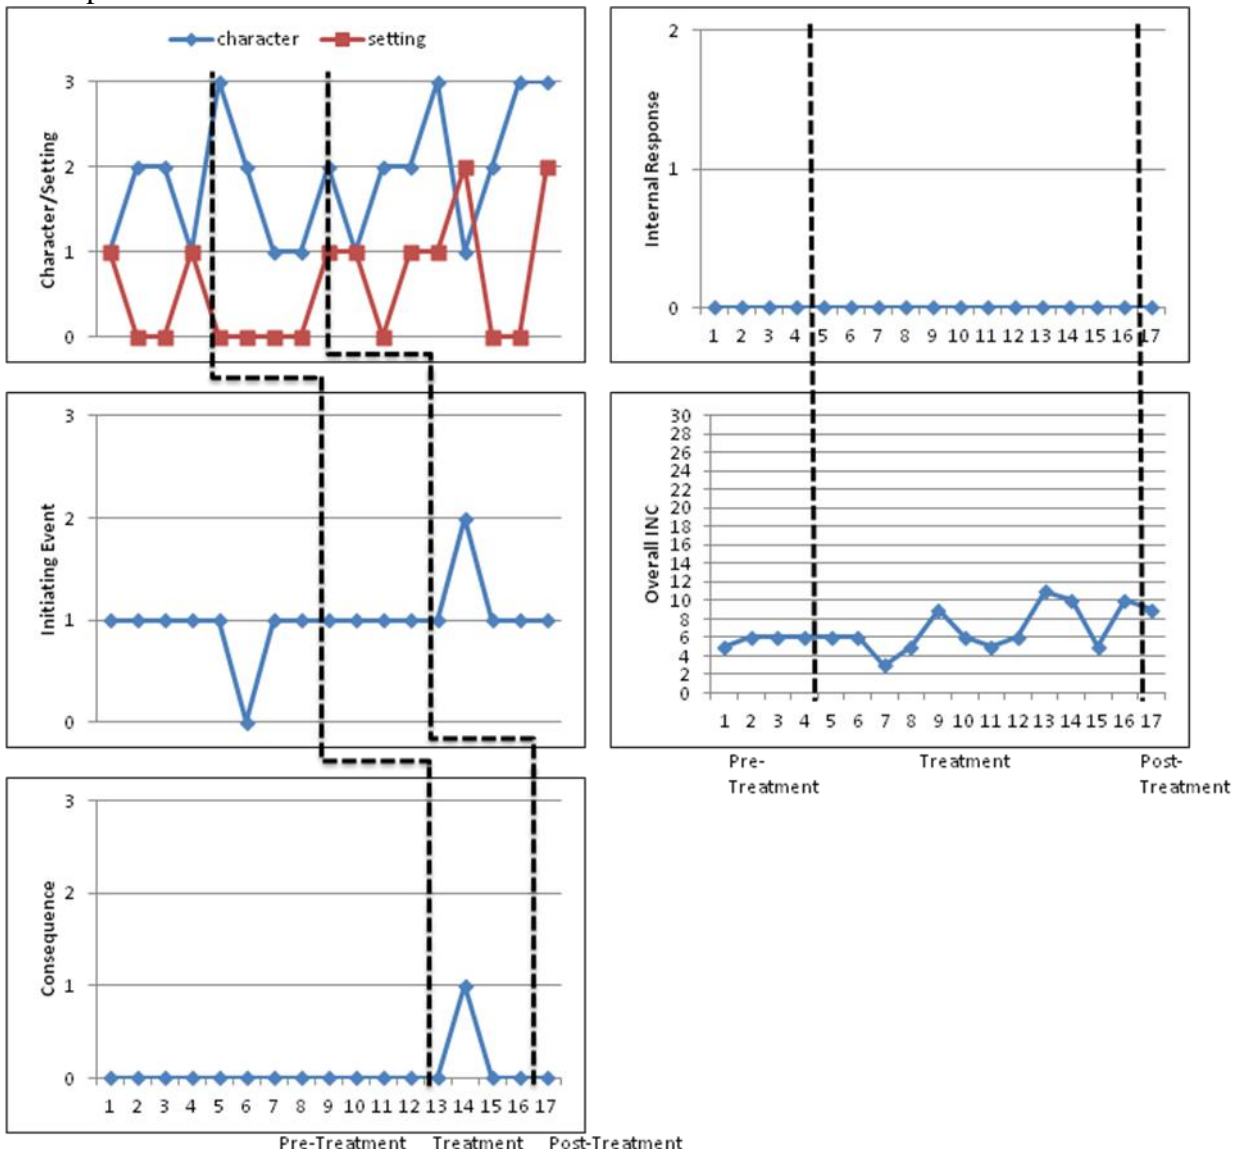 character setting
3
2
1
0
Character/Setting
2
1
0
Internal Response
1 2 3 4 5 6 7 8 9 10 11 12 13 14 15 16 17
3
2
1
0
Initiating Event
30
28
26
24
22
20
18
16
14
12
10
8
6
4
2
0
Overall INC
1 2 3 4 5 6 7 8 9 10 11 12 13 14 15 16 17
Pre-
Treatment
Treatment
Post-
Treatment
3
2
1
0
Consequence
1 2 3 4 5 6 7 8 9 10 11 12 13 14 15 16 17
Pre-Treatment Treatment Post-Treatment